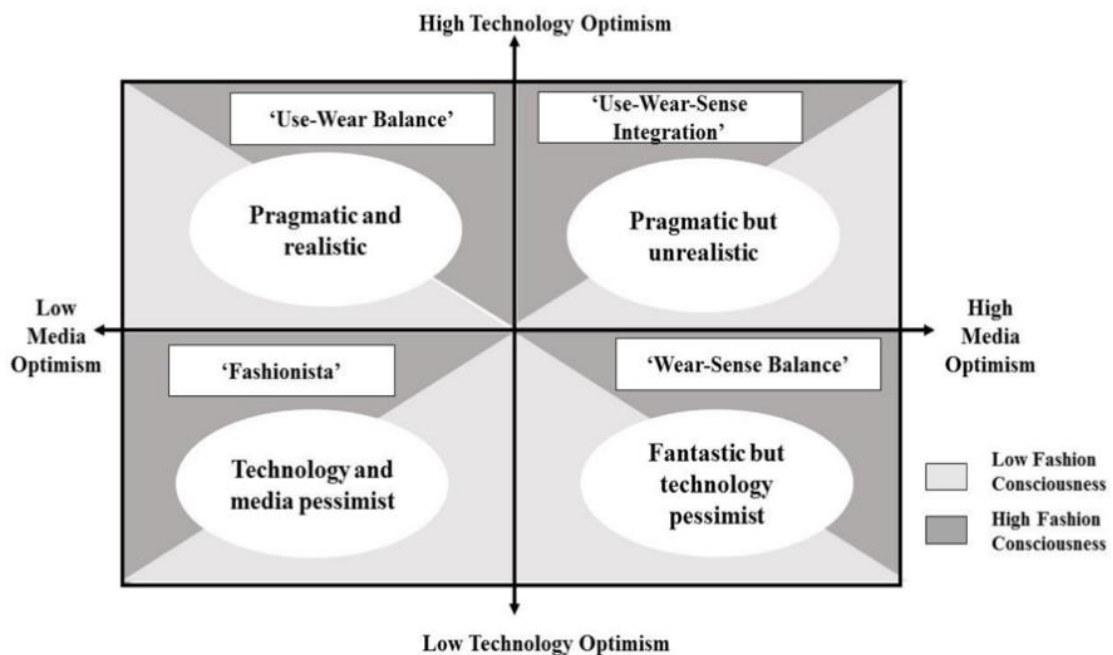 High Technology Optimism
‘Use-Wear Balance’
‘Use-Wear-Sense
Integration’
Pragmatic and
realistic
Pragmatic but
unrealistic
Low
Media
Optimism
High
Media
Optimism
‘Fashionista’
‘Wear-Sense Balance’
Technology and
media pessimist
Fantastic but
technology
pessimist
Low Fashion
Consciousness
High Fashion
Consciousness
Low Technology Optimism